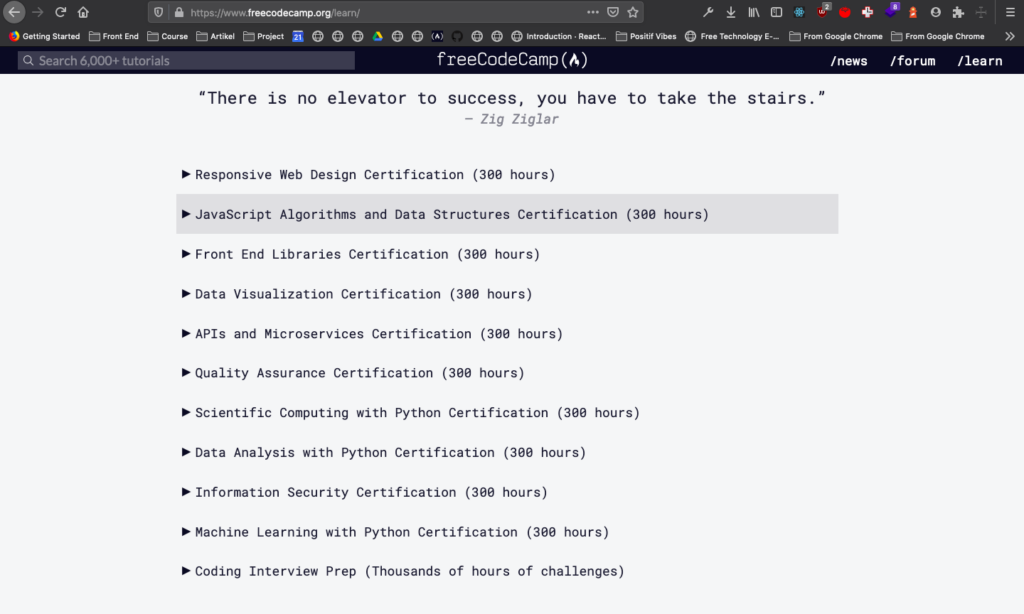 https://www.freecodecamp.org/learn/
2
8
Getting Started Front End Course Artikel Project 21 Introduction - React... Positif Vibes Free Technology E-... From Google Chrome From Google Chrome
Search 6,000+ tutorials
freeCodeCamp(🔥)
/news /forum /learn
“There is no elevator to success, you have to take the stairs.”
— Zig Ziglar
▶ Responsive Web Design Certification (300 hours)
▶ JavaScript Algorithms and Data Structures Certification (300 hours)
▶ Front End Libraries Certification (300 hours)
▶ Data Visualization Certification (300 hours)
▶ APIs and Microservices Certification (300 hours)
▶ Quality Assurance Certification (300 hours)
▶ Scientific Computing with Python Certification (300 hours)
▶ Data Analysis with Python Certification (300 hours)
▶ Information Security Certification (300 hours)
▶ Machine Learning with Python Certification (300 hours)
▶ Coding Interview Prep (Thousands of hours of challenges)